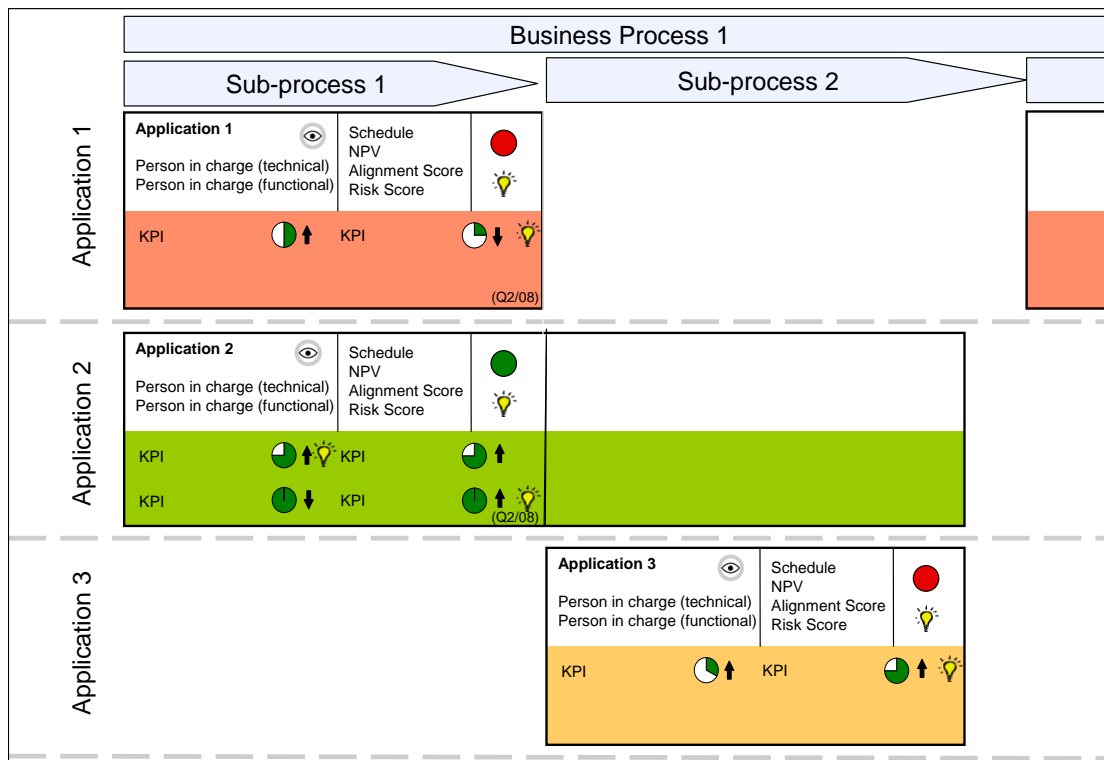 Business Process 1
Sub-process 1
Sub-process 2
Application 1
Application 1
Person in charge (technical)
Person in charge (functional)
Schedule
NPV
Alignment Score
Risk Score
KPI
KPI
(Q2/08)
Application 2
Application 2
Person in charge (technical)
Person in charge (functional)
Schedule
NPV
Alignment Score
Risk Score
KPI
KPI
KPI
KPI
(Q2/08)
Application 3
Application 3
Person in charge (technical)
Person in charge (functional)
Schedule
NPV
Alignment Score
Risk Score
KPI
KPI